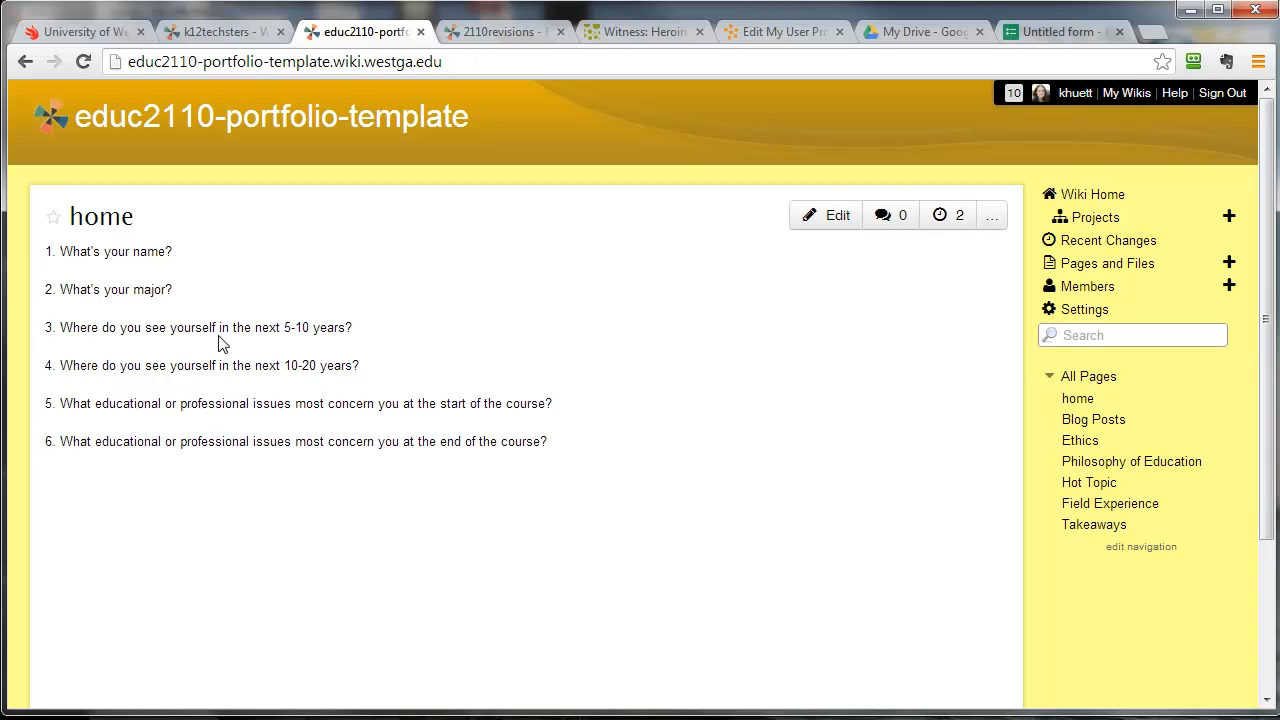 University of We
k12techsters - W
educ2110-portfo
2110revisions -
Witness: Heroin
Edit My User Pro
My Drive - Goog
Untitled form -
educ2110-portfolio-template.wiki.westga.edu
10 khuett My Wikis Help Sign Out
educ2110-portfolio-template
home
Edit 0 2 ...
1. What's your name?
2. What's your major?
3. Where do you see yourself in the next 5-10 years?
4. Where do you see yourself in the next 10-20 years?
5. What educational or professional issues most concern you at the start of the course?
6. What educational or professional issues most concern you at the end of the course?
Wiki Home
Projects
Recent Changes
Pages and Files
Members
Settings
Search
All Pages
home
Blog Posts
Ethics
Philosophy of Education
Hot Topic
Field Experience
Takeaways
edit navigation